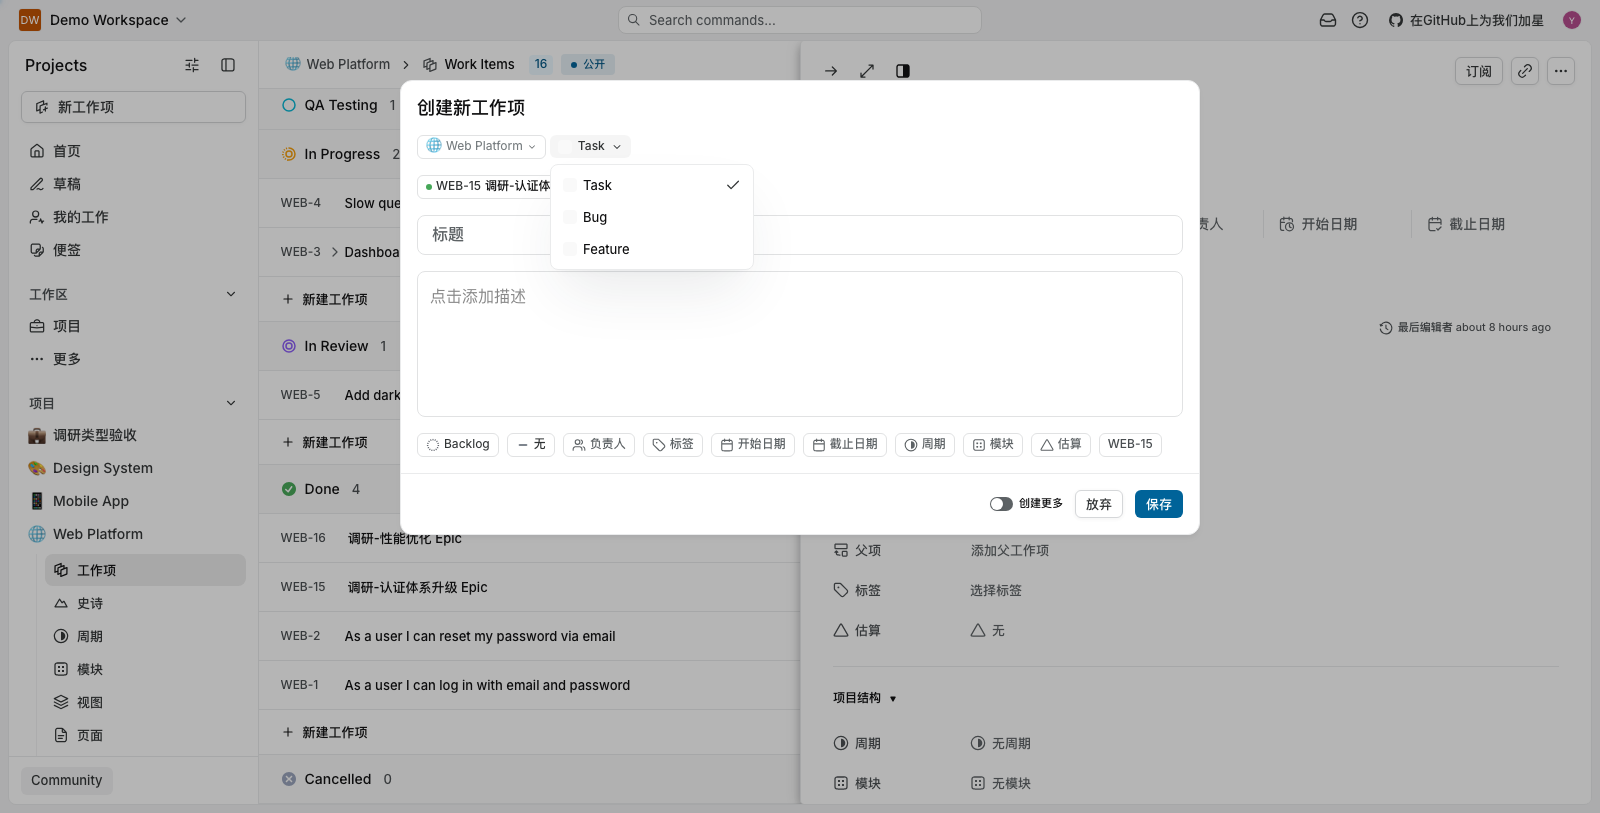 DW Demo Workspace
Search commands...
在GitHub上为我们加星
Y
Projects
新工作项
首页
草稿
我的工作
便签
工作区
项目
更多
项目
调研类型验收
Design System
Mobile App
Web Platform
工作项
史诗
周期
模块
视图
页面
Community
Web Platform
Work Items
16
公开
QA Testing 1
In Progress 2
WEB-4 Slow que
WEB-3 Dashboa
新建工作项
In Review 1
WEB-5 Add dark
新建工作项
Done 4
WEB-16 调研-性能优化 Epic
WEB-15 调研-认证体系升级 Epic
WEB-2 As a user I can reset my password via email
WEB-1 As a user I can log in with email and password
新建工作项
Cancelled 0
创建新工作项
Web Platform
Task
WEB-15 调研-认证体
Task
Bug
Feature
标题
点击添加描述
Backlog
无
负责人
标签
开始日期
截止日期
周期
模块
估算
WEB-15
创建更多
放弃
保存
订阅
责人
开始日期
截止日期
最后编辑者 about 8 hours ago
父项 添加父工作项
标签 选择标签
估算 无
项目结构
周期 无周期
模块 无模块